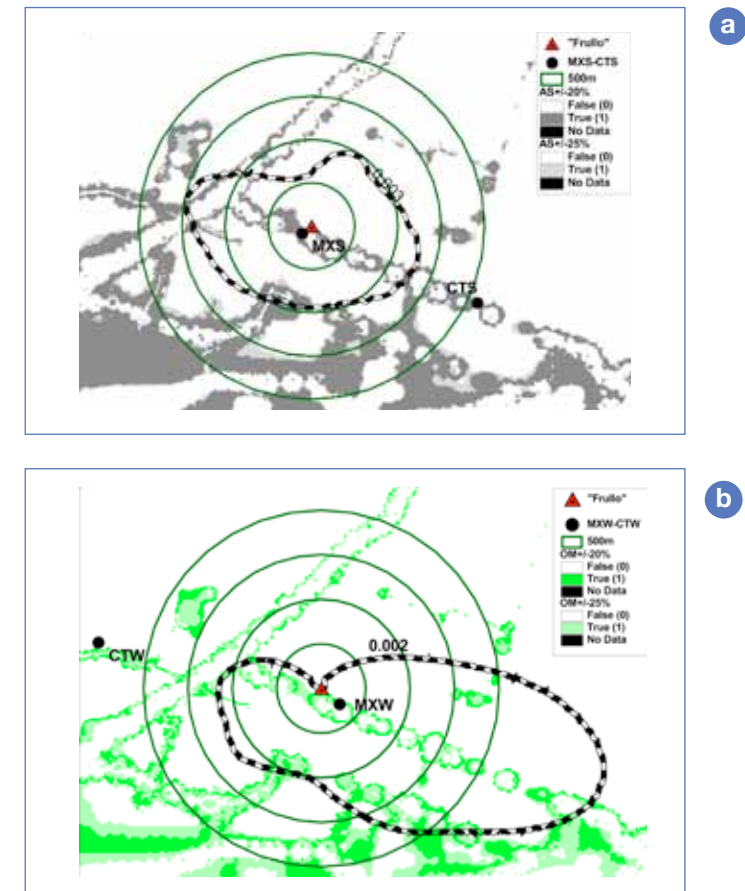 a
"Frullo"
MXS-CTS
500m
AS+/-20%
False (0)
True (1)
No Data
AS+/-25%
False (0)
True (1)
No Data
MXS
CTS
b
"Frullo"
MXW-CTW
500m
OM+/-20%
False (0)
True (1)
No Data
OM+/-25%
False (0)
True (1)
No Data
0.002
CTW
MXW